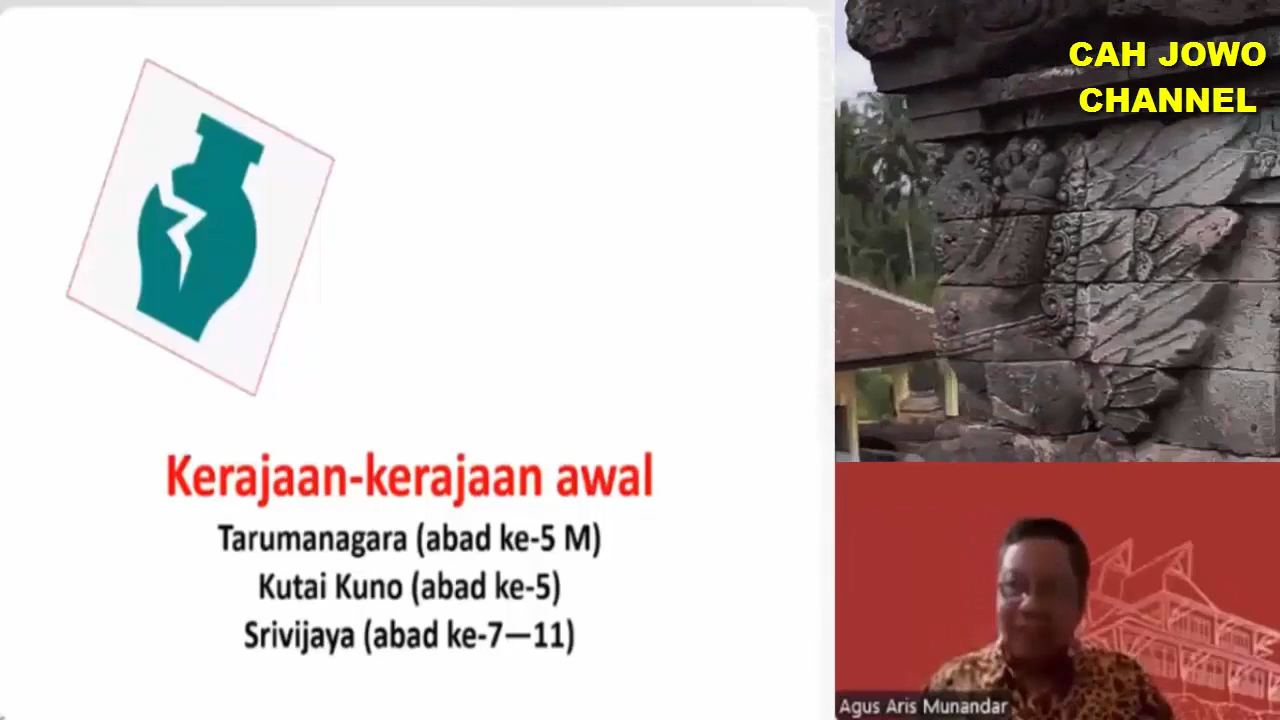 Kerajaan-kerajaan awal
Tarumanagara (abad ke-5 M)
Kutai Kuno (abad ke-5)
Srivijaya (abad ke-7—11)
CAH JOWO
CHANNEL
Agus Aris Munandar